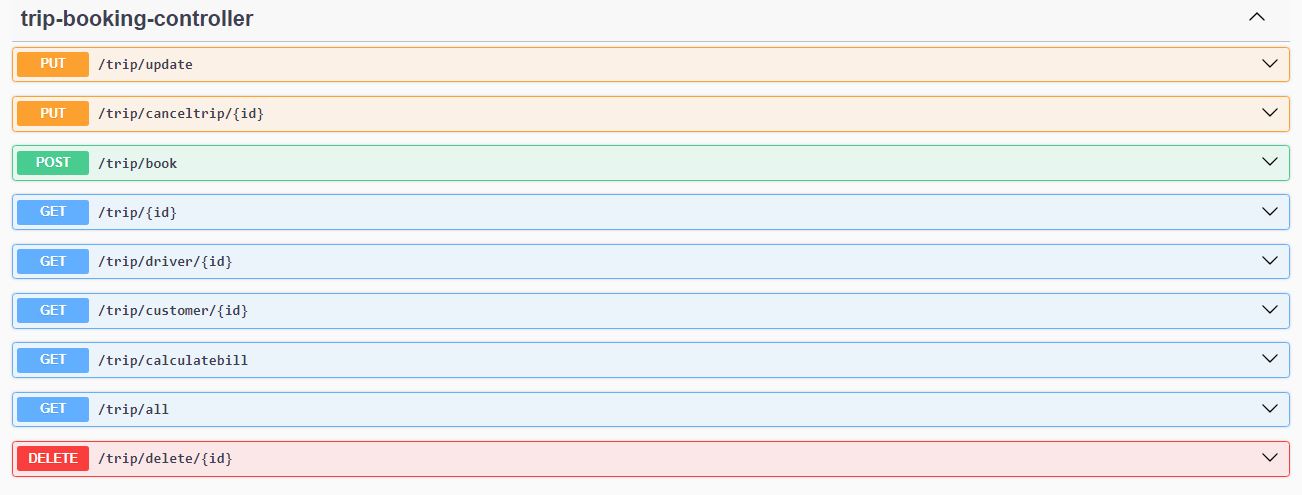 trip-booking-controller
PUT /trip/update
PUT /trip/canceltrip/{id}
POST /trip/book
GET /trip/{id}
GET /trip/driver/{id}
GET /trip/customer/{id}
GET /trip/calculatebill
GET /trip/all
DELETE /trip/delete/{id}